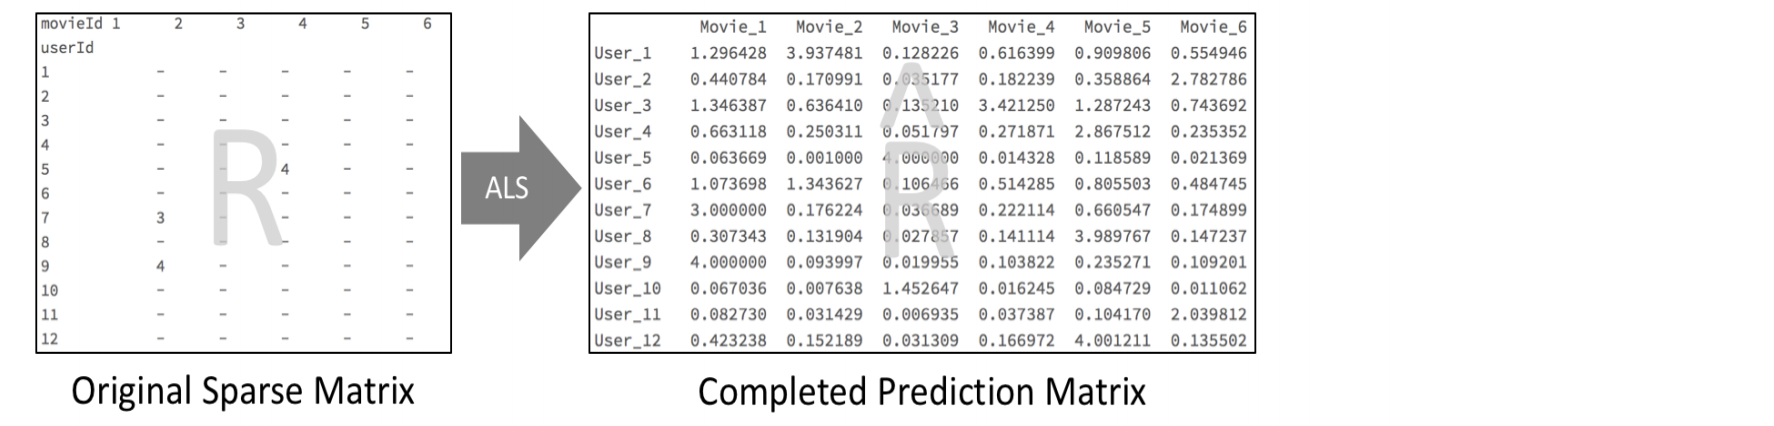 movieId 1 2 3 4 5 6
userId
1 - - - - -
2 - - - - -
3 - - - - -
4 - - - - -
5 - - 4 - -
6 - - - - -
7 3 - - - -
8 - - - - -
9 4 - - - -
10 - - - - -
11 - - - - -
12 - - - - -
R
Original Sparse Matrix
ALS
Movie_1 Movie_2 Movie_3 Movie_4 Movie_5 Movie_6
User_1 1.296428 3.937481 0.128226 0.616399 0.909806 0.554946
User_2 0.440784 0.170991 0.035177 0.182239 0.358864 2.782786
User_3 1.346387 0.636410 0.135210 3.421250 1.287243 0.743692
User_4 0.663118 0.250311 0.051797 0.271871 2.867512 0.235352
User_5 0.063669 0.001000 4.000000 0.014328 0.118589 0.021369
User_6 1.073698 1.343627 0.106466 0.514285 0.805503 0.484745
User_7 3.000000 0.176224 0.036689 0.222114 0.660547 0.174899
User_8 0.307343 0.131904 0.027857 0.141114 3.989767 0.147237
User_9 4.000000 0.093997 0.019955 0.103822 0.235271 0.109201
User_10 0.067036 0.007638 1.452647 0.016245 0.084729 0.011062
User_11 0.082730 0.031429 0.006935 0.037387 0.104170 2.039812
User_12 0.423238 0.152189 0.031309 0.166972 4.001211 0.135502
R̂
Completed Prediction Matrix